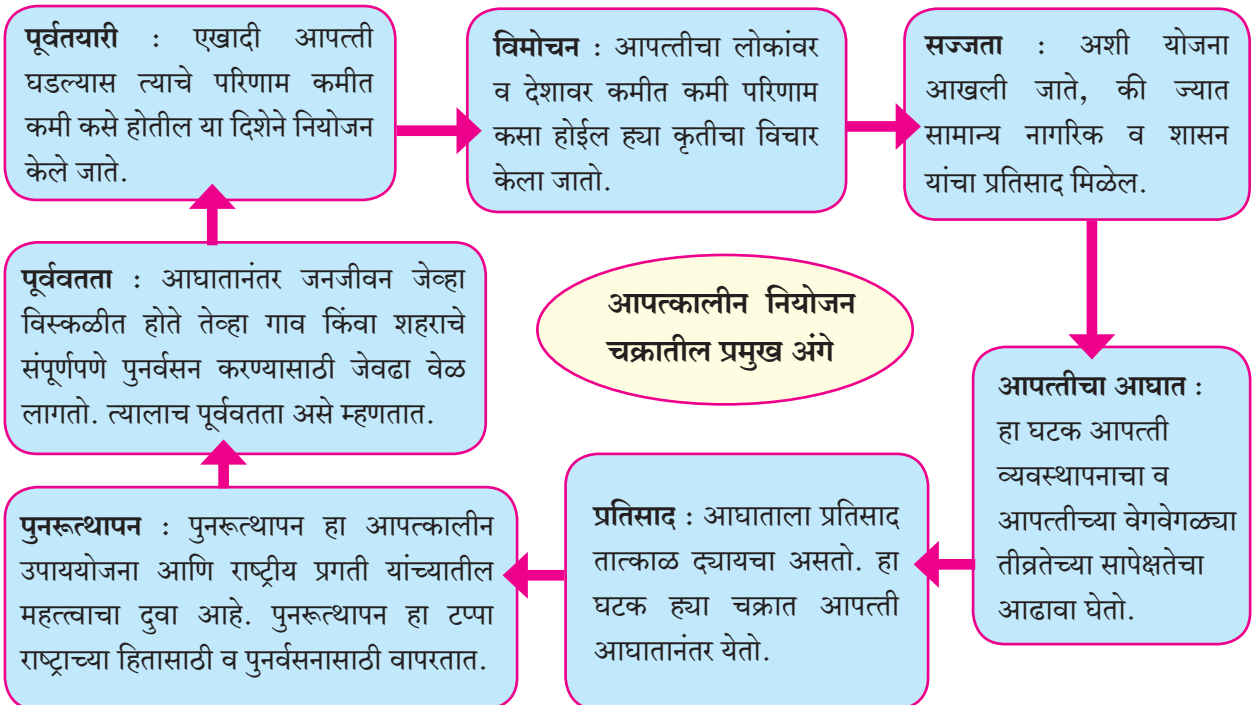 पूर्वतयारी : एखादी आपत्ती
घडल्यास त्याचे परिणाम कमीत
कमी कसे होतील या दिशेने नियोजन
केले जाते.
विमोचन : आपत्तीचा लोकांवर
व देशावर कमीत कमी परिणाम
कसा होईल ह्या कृतीचा विचार
केला जातो.
सज्जता : अशी योजना
आखली जाते, की ज्यात
सामान्य नागरिक व शासन
यांचा प्रतिसाद मिळेल.
पूर्ववतता : आघातानंतर जनजीवन जेव्हा
विस्कळीत होते तेव्हा गाव किंवा शहराचे
संपूर्णपणे पुनर्वसन करण्यासाठी जेवढा वेळ
लागतो. त्यालाच पूर्ववतता असे म्हणतात.
आपत्कालीन नियोजन
चक्रातील प्रमुख अंगे
आपत्तीचा आघात :
हा घटक आपत्ती
व्यवस्थापनाचा व
आपत्तीच्या वेगवेगळ्या
तीव्रतेच्या सापेक्षतेचा
आढावा घेतो.
प्रतिसाद : आघाताला प्रतिसाद
तात्काळ द्यायचा असतो. हा
घटक ह्या चक्रात आपत्ती
आघातानंतर येतो.
पुनरूत्थापन : पुनरूत्थापन हा आपत्कालीन
उपाययोजना आणि राष्ट्रीय प्रगती यांच्यातील
महत्त्वाचा दुवा आहे. पुनरूत्थापन हा टप्पा
राष्ट्राच्या हितासाठी व पुनर्वसनासाठी वापरतात.